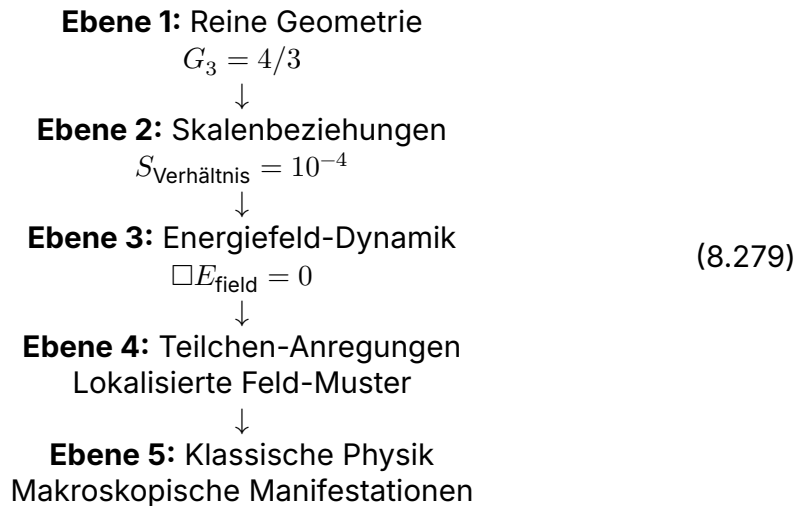 Ebene 1: Reine Geometrie
G₃ = 4/3
↓
Ebene 2: Skalenbeziehungen
S_Verhältnis = 10⁻⁴
↓
Ebene 3: Energiefeld-Dynamik
□E_field = 0
(8.279)
↓
Ebene 4: Teilchen-Anregungen
Lokalisierte Feld-Muster
↓
Ebene 5: Klassische Physik
Makroskopische Manifestationen